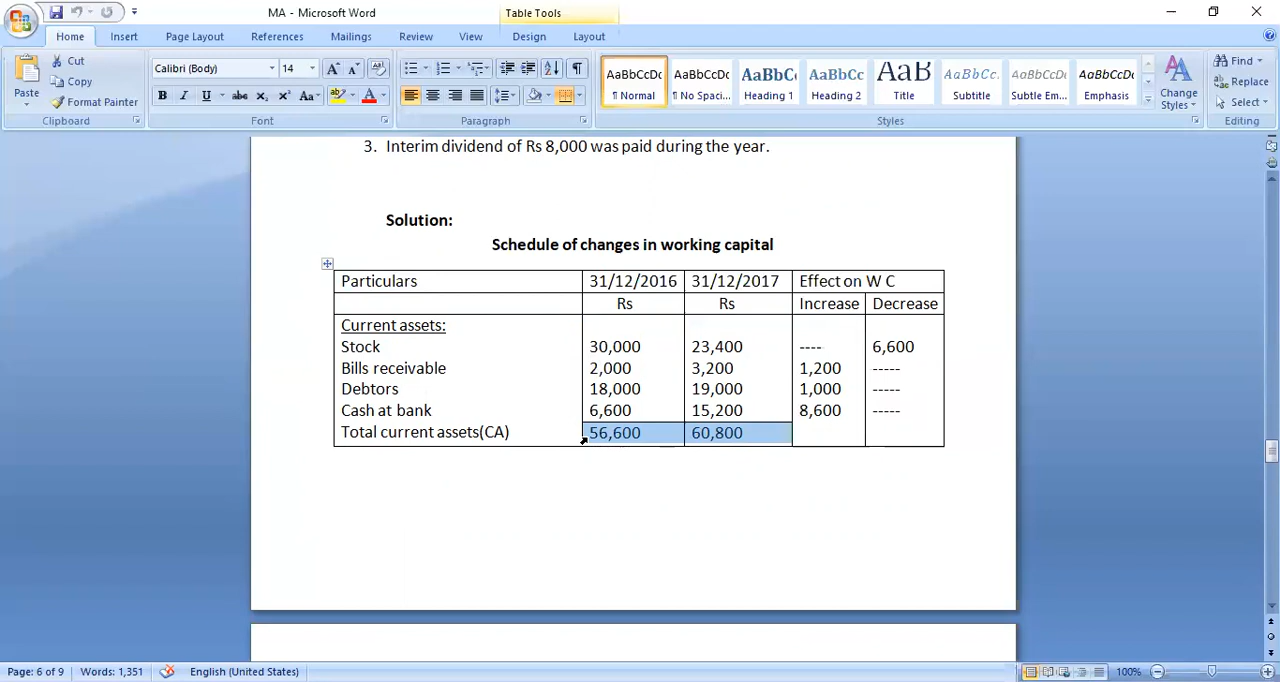 MA - Microsoft Word
Table Tools
Home Insert Page Layout References Mailings Review View Design Layout
Paste
Cut
Copy
Format Painter
Clipboard
Calibri (Body) 14
B I U abc x₂ x² Aa
Font
Paragraph
AaBbCcDc AaBbCcDc AaBbC AaBbCc AaB AaBbCc. AaBbCcDc AaBbCcDc
¶ Normal ¶ No Spaci... Heading 1 Heading 2 Title Subtitle Subtle Em... Emphasis
Styles
Change Styles
Find
Replace
Select
Editing
3. Interim dividend of Rs 8,000 was paid during the year.
Solution:
Schedule of changes in working capital
Particulars 31/12/2016 31/12/2017 Effect on W C
Rs Rs Increase Decrease
Current assets:
Stock 30,000 23,400 ---- 6,600
Bills receivable 2,000 3,200 1,200 -----
Debtors 18,000 19,000 1,000 -----
Cash at bank 6,600 15,200 8,600 -----
Total current assets(CA) 56,600 60,800
Page: 6 of 9 Words: 1,351 English (United States) 100%